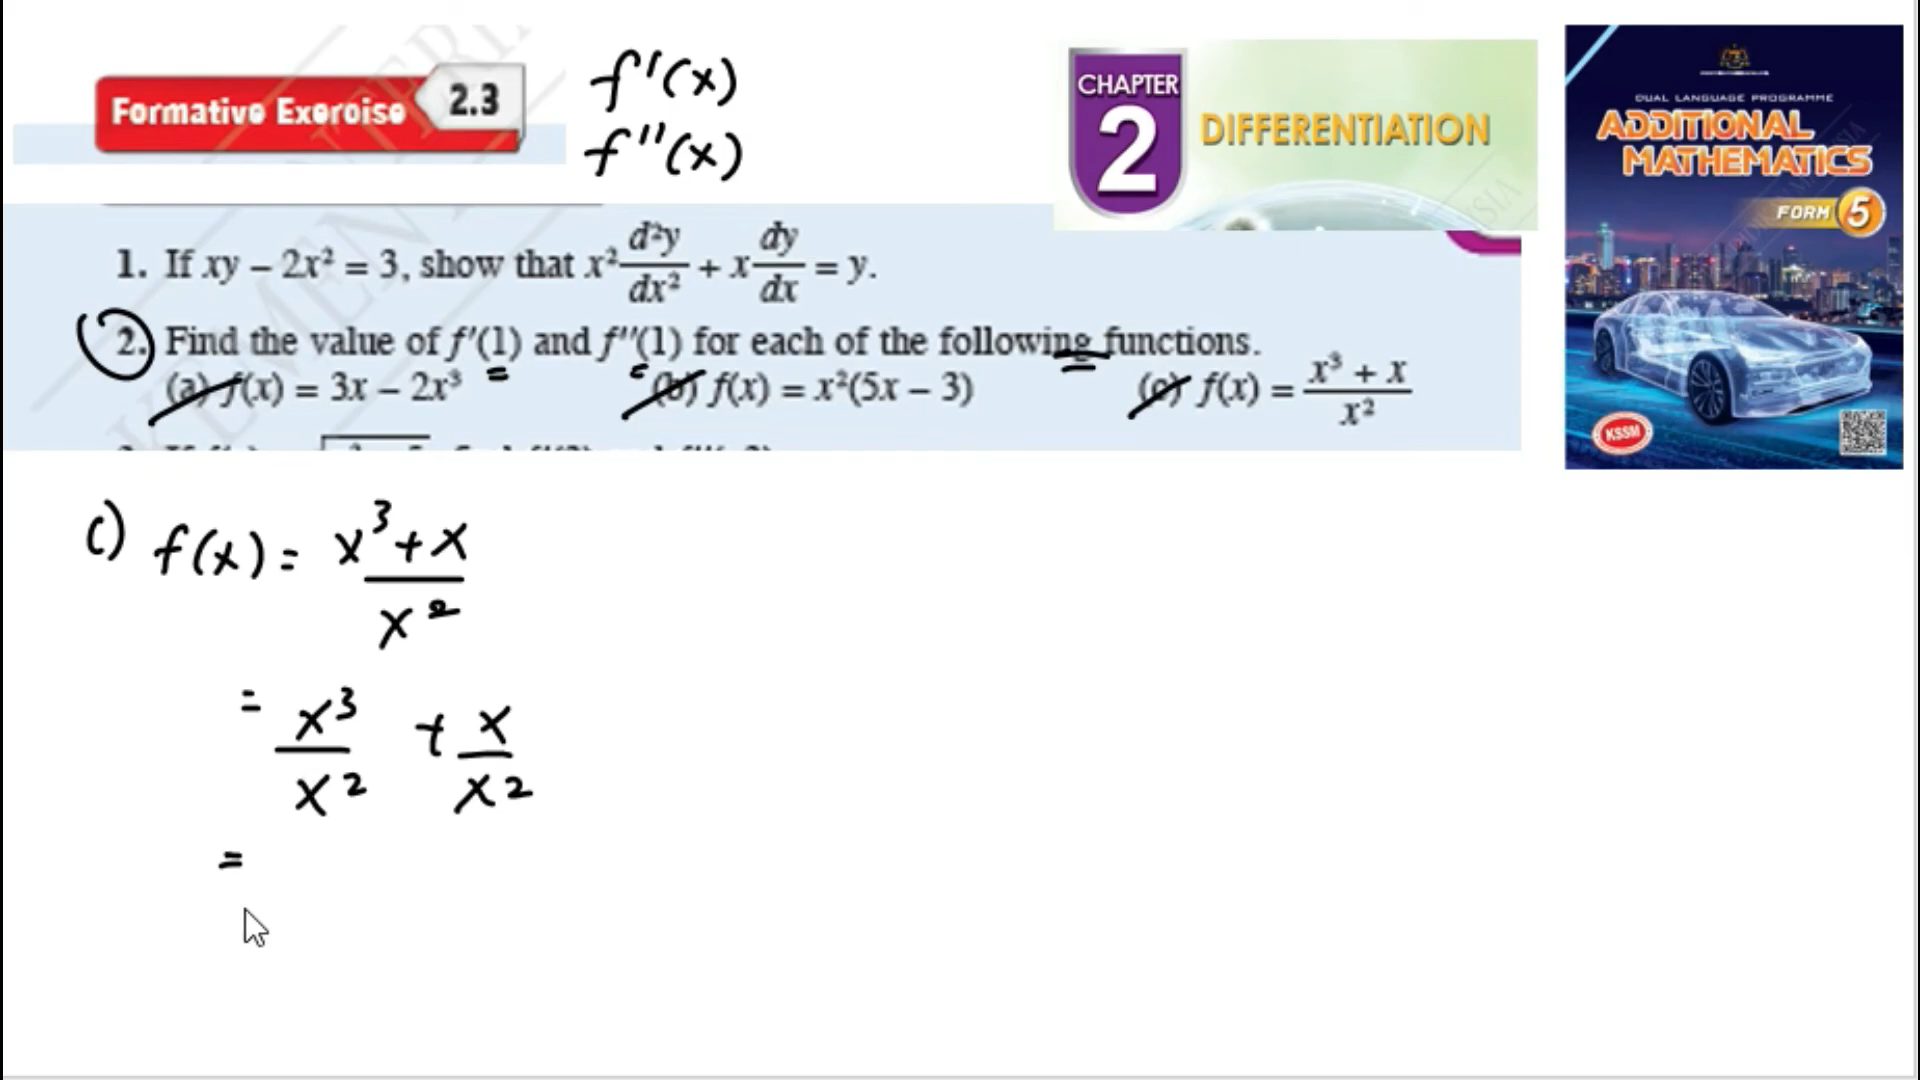 Formative Exercise 2.3
f'(x)
f''(x)
CHAPTER
2
DIFFERENTIATION
DUAL LANGUAGE PROGRAMME
ADDITIONAL
MATHEMATICS
FORM 5
KSSM
1. If xy – 2x² = 3, show that x² d²y/dx² + x dy/dx = y.
2. Find the value of f'(1) and f''(1) for each of the following functions.
(a) f(x) = 3x – 2x³ (b) f(x) = x²(5x – 3) (c) f(x) = x³ + x / x²
c) f(x) = x³ + x / x²
= x³ / x² + x / x²
=